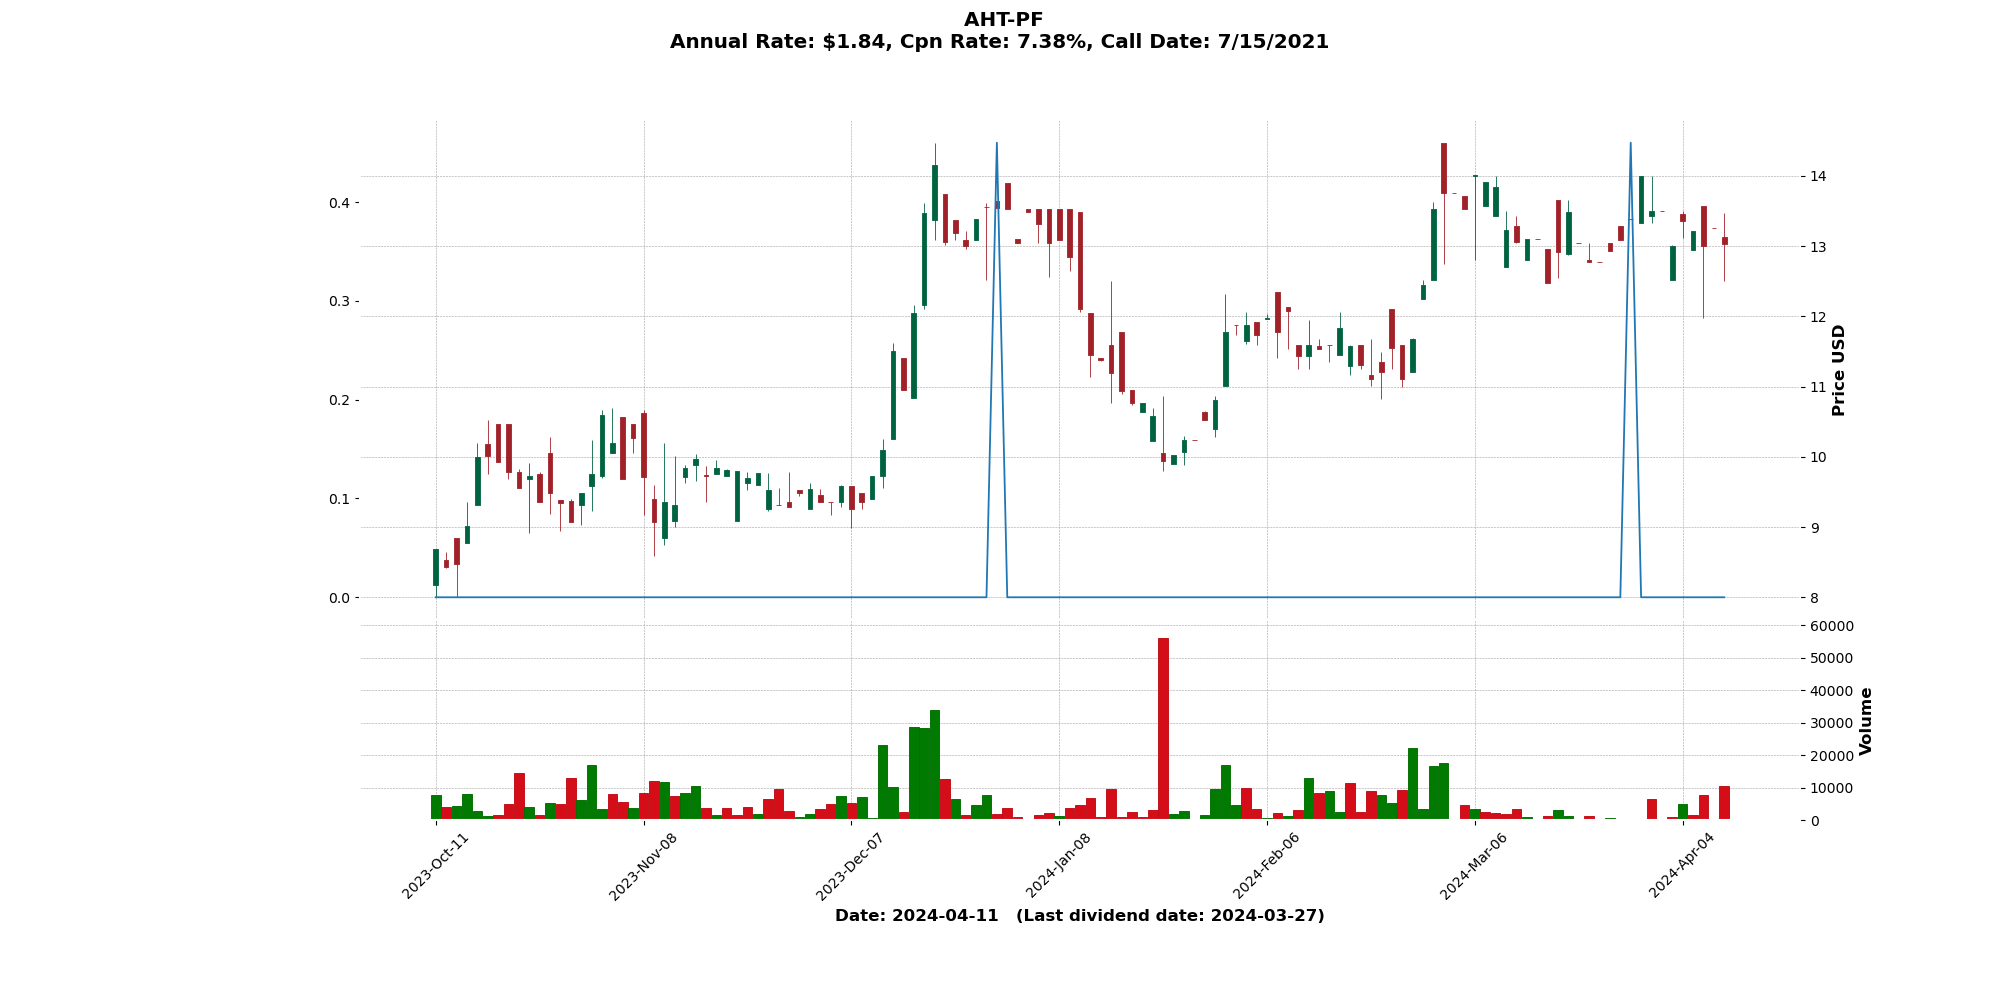 AHT-PF
Annual Rate: $1.84, Cpn Rate: 7.38%, Call Date: 7/15/2021
0.4
0.3
0.2
0.1
0.0
14
13
12
11
10
9
8
Price USD
60000
50000
40000
30000
20000
10000
0
Volume
2023-Oct-11
2023-Nov-08
2023-Dec-07
2024-Jan-08
2024-Feb-06
2024-Mar-06
2024-Apr-04
Date: 2024-04-11 (Last dividend date: 2024-03-27)